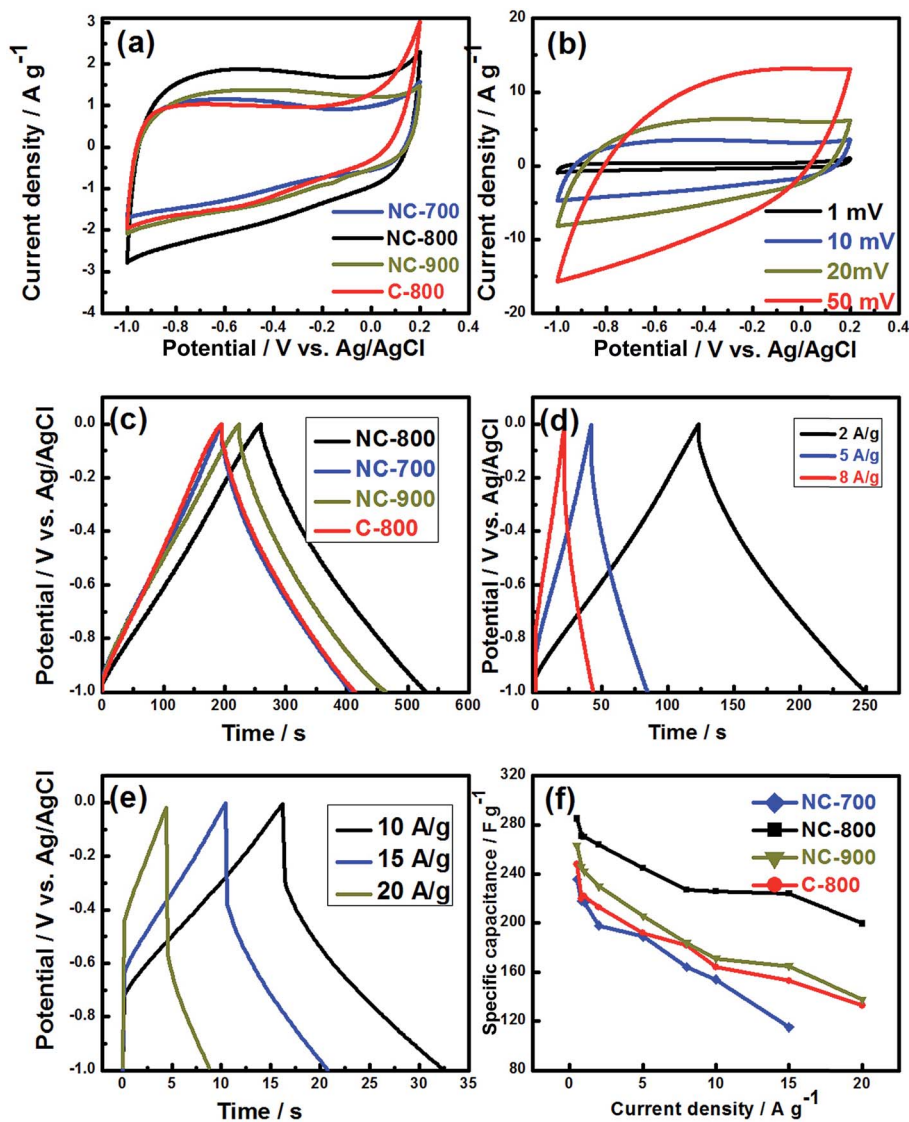 (a)
Current density / A g-1
3
2
1
0
-1
-2
-3
-4
-1.0 -0.8 -0.6 -0.4 -0.2 0.0 0.2
Potential / V vs. Ag/AgCl
NC-700
NC-800
NC-900
C-800
(b)
Current density / A g-1
20
10
0
-10
-20
-1.0 -0.8 -0.6 -0.4 -0.2 0.0 0.2
Potential / V vs. Ag/AgCl
1 mV
10 mV
20mV
50 mV
(c)
Potential / V vs. Ag/AgCl
0.0
-0.2
-0.4
-0.6
-0.8
-1.0
0 100 200 300 400 500 600
Time / s
NC-800
NC-700
NC-900
C-800
(d)
Potential / V vs. Ag/AgCl
0.0
-0.2
-0.4
-0.6
-0.8
-1.0
0 50 100 150 200 250
Time / s
2 A/g
5 A/g
8 A/g
(e)
Potential / V vs. Ag/AgCl
0.0
-0.2
-0.4
-0.6
-0.8
-1.0
0 5 10 15 20 25 30 35
Time / s
10 A/g
15 A/g
20 A/g
(f)
Specific capacitance / F g-1
320
280
240
200
160
120
80
0 5 10 15 20
Current density / A g-1
NC-700
NC-800
NC-900
C-800